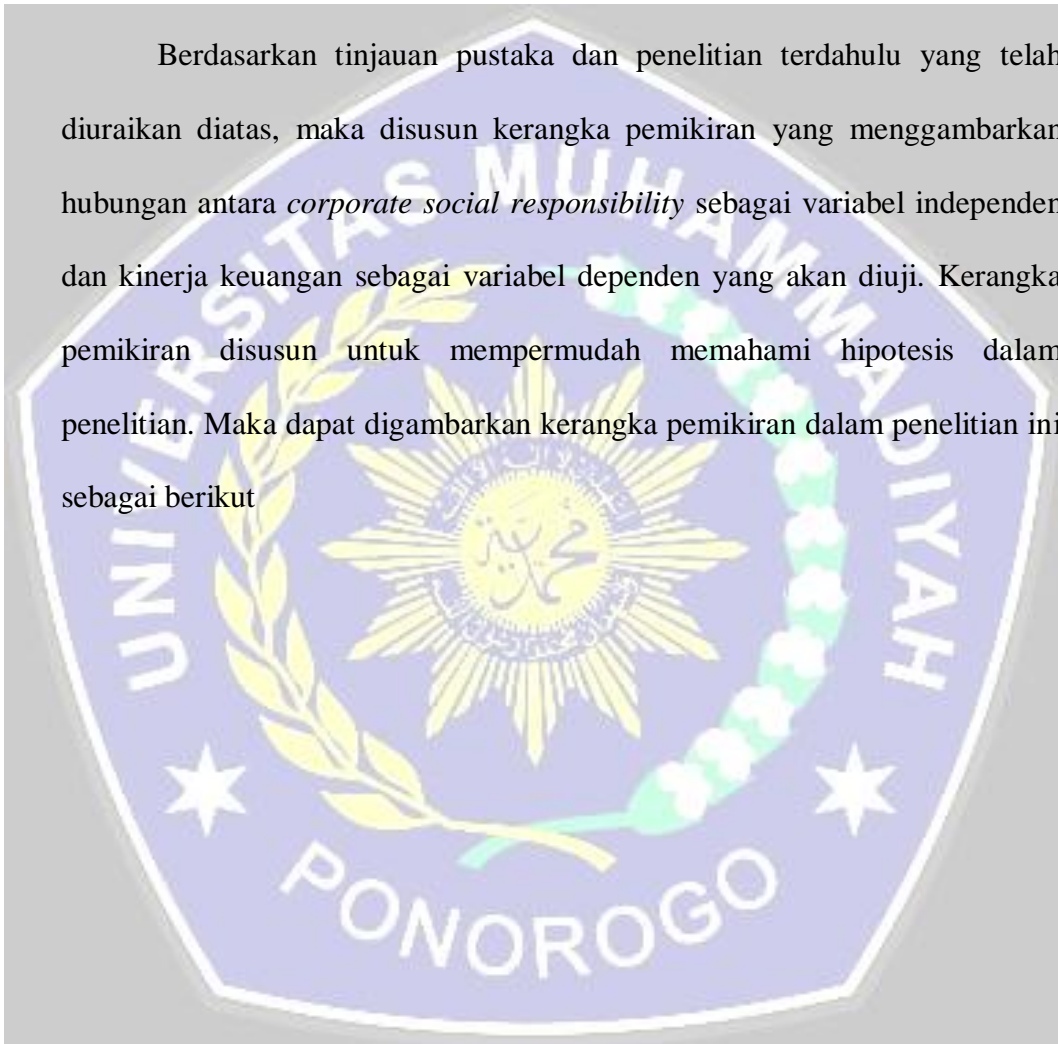 Berdasarkan tinjauan pustaka dan penelitian terdahulu yang telah
diuraikan diatas, maka disusun kerangka pemikiran yang menggambarkan
hubungan antara corporate social responsibility sebagai variabel independen
dan kinerja keuangan sebagai variabel dependen yang akan diuji. Kerangka
pemikiran disusun untuk mempermudah memahami hipotesis dalam
penelitian. Maka dapat digambarkan kerangka pemikiran dalam penelitian ini
sebagai berikut
UNIVERSITAS MUHAMMADIYAH
PONOROGO
محمدية